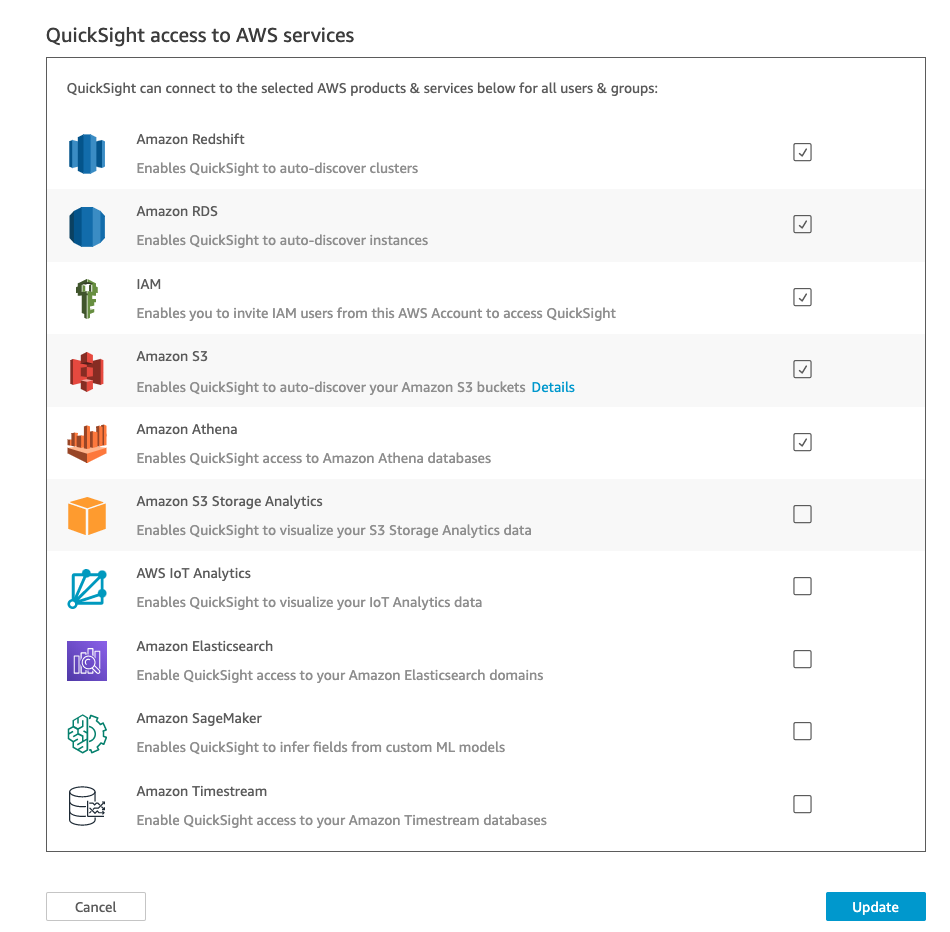 QuickSight access to AWS services
QuickSight can connect to the selected AWS products & services below for all users & groups:
Amazon Redshift
Enables QuickSight to auto-discover clusters
Amazon RDS
Enables QuickSight to auto-discover instances
IAM
Enables you to invite IAM users from this AWS Account to access QuickSight
Amazon S3
Enables QuickSight to auto-discover your Amazon S3 buckets Details
Amazon Athena
Enables QuickSight access to Amazon Athena databases
Amazon S3 Storage Analytics
Enables QuickSight to visualize your S3 Storage Analytics data
AWS IoT Analytics
Enables QuickSight to visualize your IoT Analytics data
Amazon Elasticsearch
Enable QuickSight access to your Amazon Elasticsearch domains
Amazon SageMaker
Enables QuickSight to infer fields from custom ML models
Amazon Timestream
Enable QuickSight access to your Amazon Timestream databases
Cancel
Update